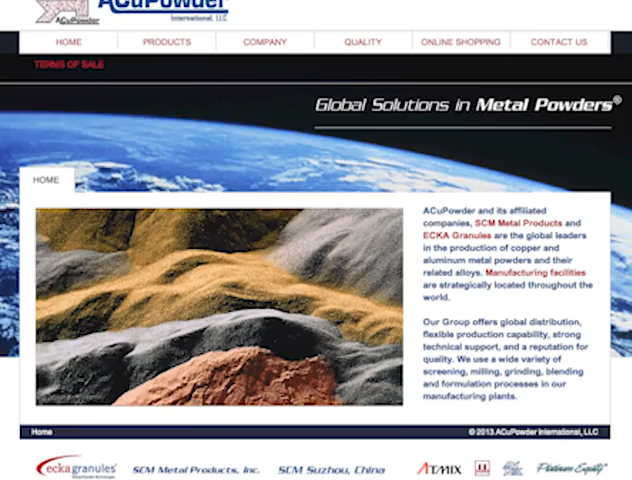 ACuPowder
International, LLC
ACuPowder
HOME PRODUCTS COMPANY QUALITY ONLINE SHOPPING CONTACT US
TERMS OF SALE
Global Solutions in Metal Powders®
HOME
ACuPowder and its affiliated
companies, SCM Metal Products and
ECKA Granules are the global leaders
in the production of copper and
aluminum metal powders and their
related alloys. Manufacturing facilities
are strategically located throughout the
world.
Our Group offers global distribution,
flexible production capability, strong
technical support, and a reputation for
quality. We use a wide variety of
screening, milling, grinding, blending
and formulation processes in our
manufacturing plants.
Home © 2013 ACuPowder International, LLC
eckagranules® SCM Metal Products, Inc. SCM Suzhou, China ATMIX Platinum Equity®